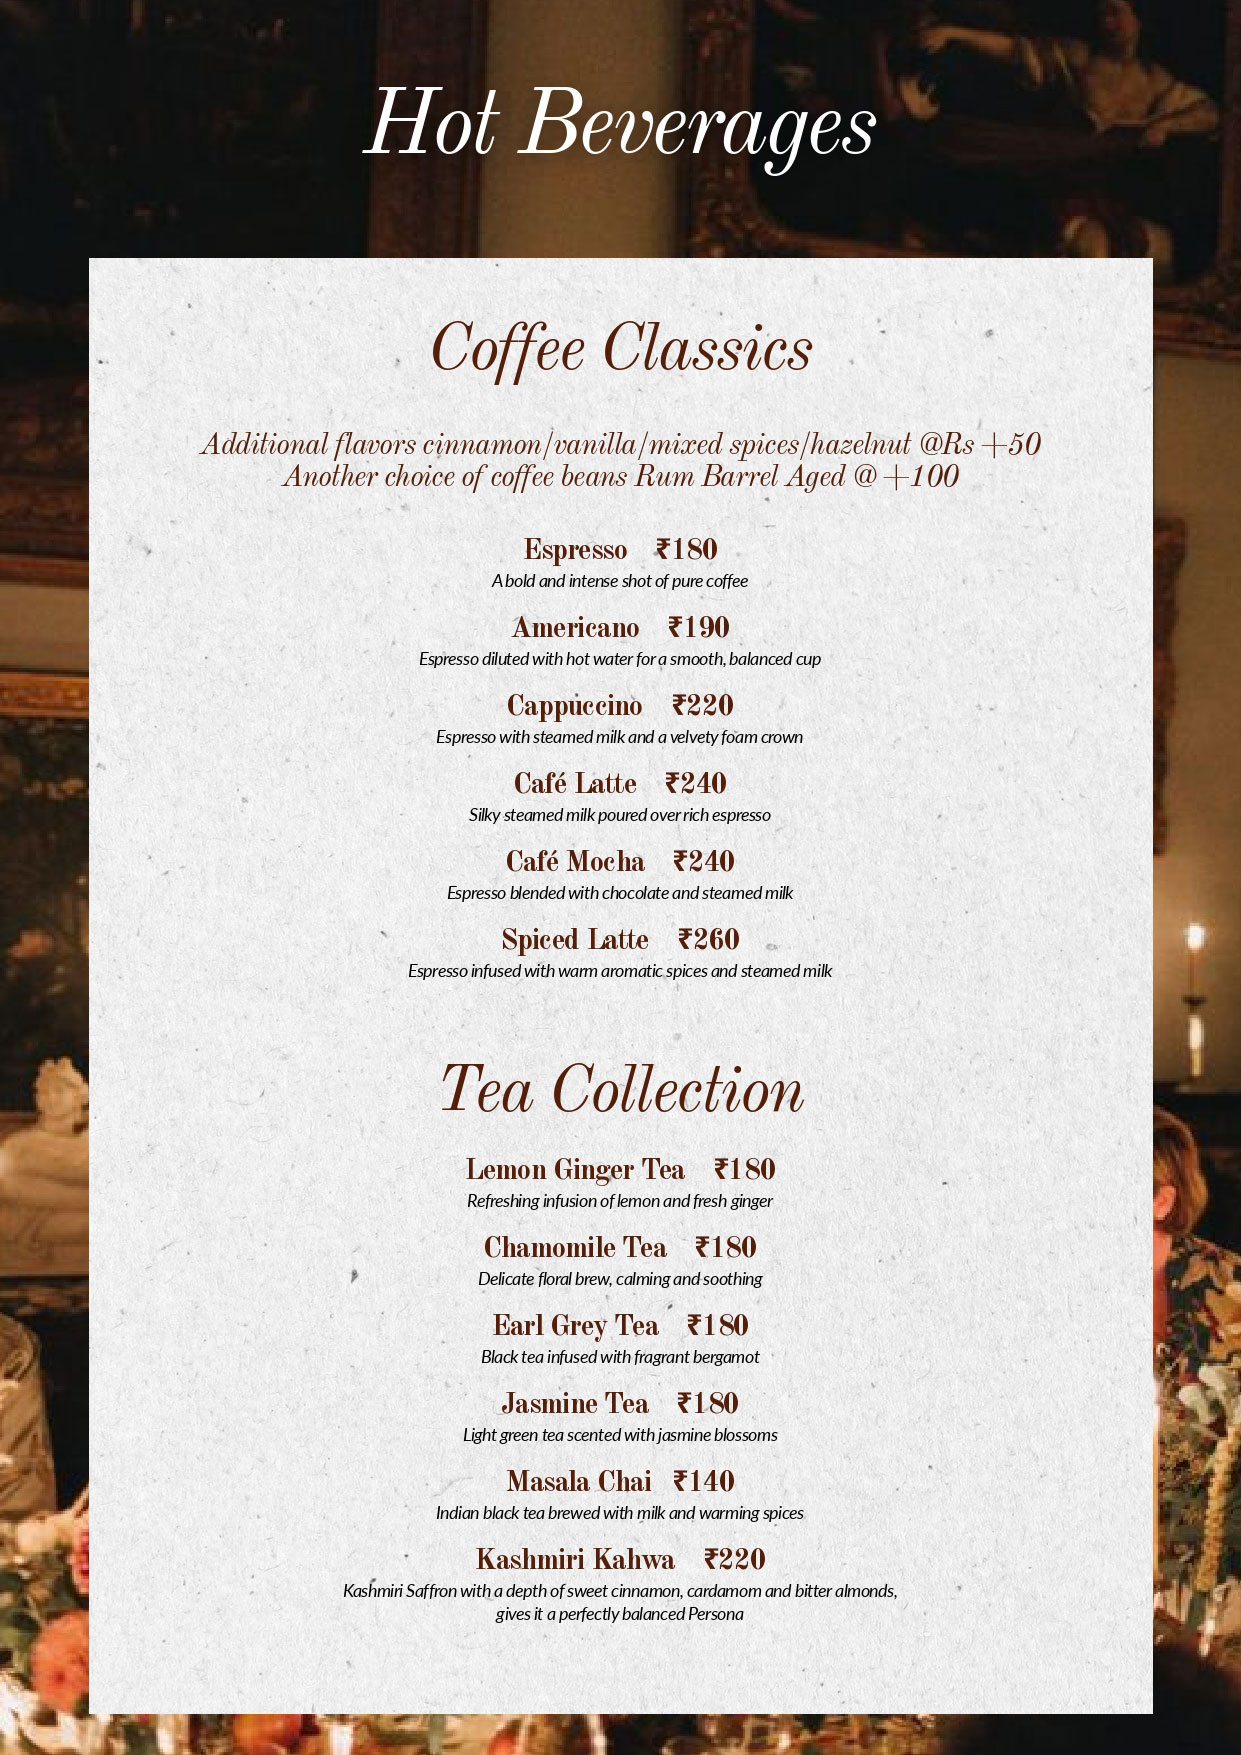 Hot Beverages
Coffee Classics
Additional flavors cinnamon/vanilla/mixed spices/hazelnut @Rs +50
Another choice of coffee beans Rum Barrel Aged @ +100
Espresso ₹180
A bold and intense shot of pure coffee
Americano ₹190
Espresso diluted with hot water for a smooth, balanced cup
Cappuccino ₹220
Espresso with steamed milk and a velvety foam crown
Café Latte ₹240
Silky steamed milk poured over rich espresso
Café Mocha ₹240
Espresso blended with chocolate and steamed milk
Spiced Latte ₹260
Espresso infused with warm aromatic spices and steamed milk
Tea Collection
Lemon Ginger Tea ₹180
Refreshing infusion of lemon and fresh ginger
Chamomile Tea ₹180
Delicate floral brew, calming and soothing
Earl Grey Tea ₹180
Black tea infused with fragrant bergamot
Jasmine Tea ₹180
Light green tea scented with jasmine blossoms
Masala Chai ₹140
Indian black tea brewed with milk and warming spices
Kashmiri Kahwa ₹220
Kashmiri Saffron with a depth of sweet cinnamon, cardamom and bitter almonds,
gives it a perfectly balanced Persona